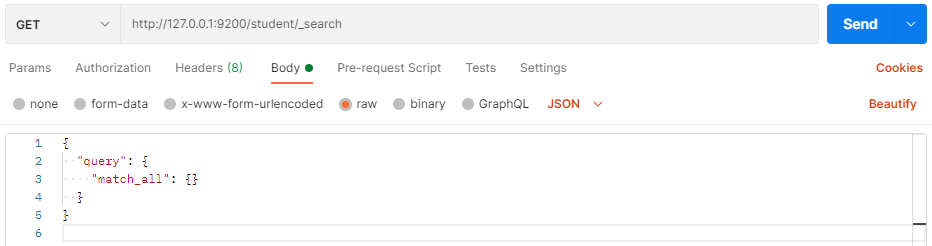 GET http://127.0.0.1:9200/student/_search Send
Params Authorization Headers (8) Body Pre-request Script Tests Settings Cookies
none form-data x-www-form-urlencoded raw binary GraphQL JSON Beautify
1 {
2 "query": {
3 "match_all": {}
4 }
5 }
6